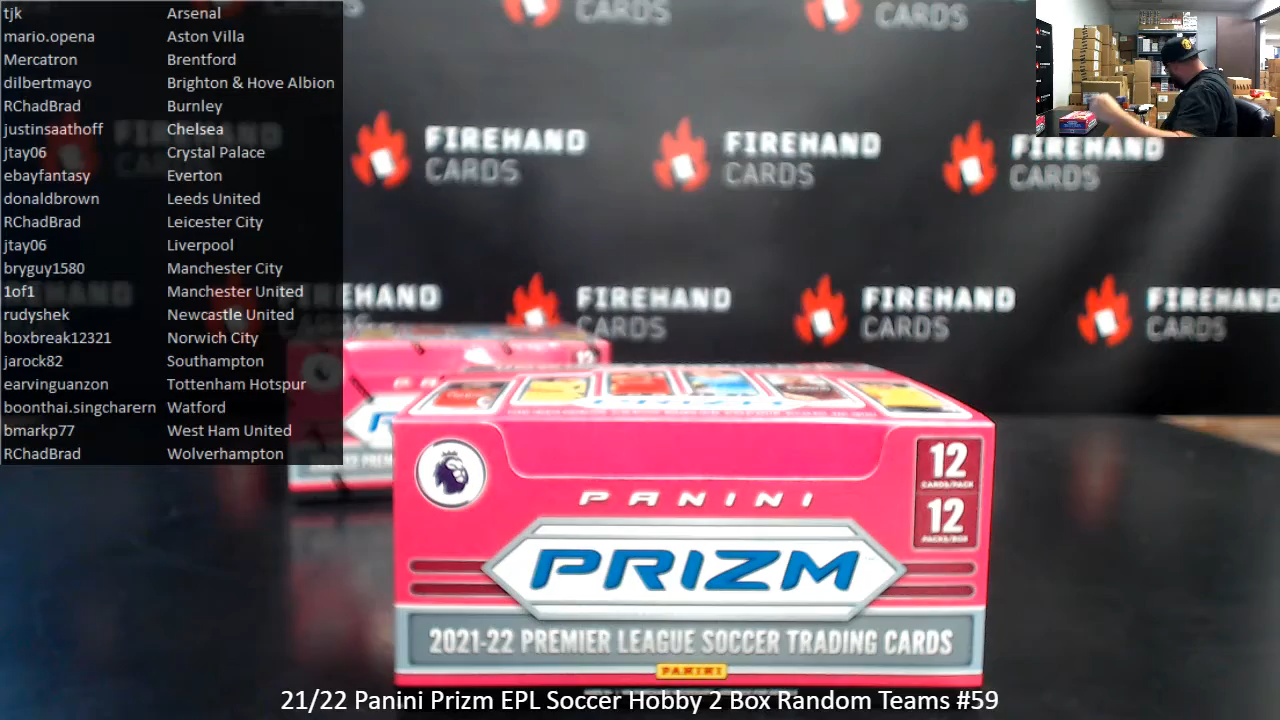 tjk Arsenal
mario.opena Aston Villa
Mercatron Brentford
dilbertmayo Brighton & Hove Albion
RChadBrad Burnley
justinsaathoff Chelsea
jtay06 Crystal Palace
ebayfantasy Everton
donaldbrown Leeds United
RChadBrad Leicester City
jtay06 Liverpool
bryguy1580 Manchester City
1of1 Manchester United
rudyshek Newcastle United
boxbreak12321 Norwich City
jarock82 Southampton
earvinguanzon Tottenham Hotspur
boonthai.singcharern Watford
bmarkp77 West Ham United
RChadBrad Wolverhampton
CARDS
CARDS
FIREHAND
CARDS
FIREHAND
CARDS
FIREHAND
CARDS
FIREHAND
CARDS
FIREHAND
CARDS
FIREHAND
CARDS
12
CARDS/PACK
12
PACKS/BOX
PANINI
PRIZM
2021-22 PREMIER LEAGUE SOCCER TRADING CARDS
PANINI
21/22 Panini Prizm EPL Soccer Hobby 2 Box Random Teams #59